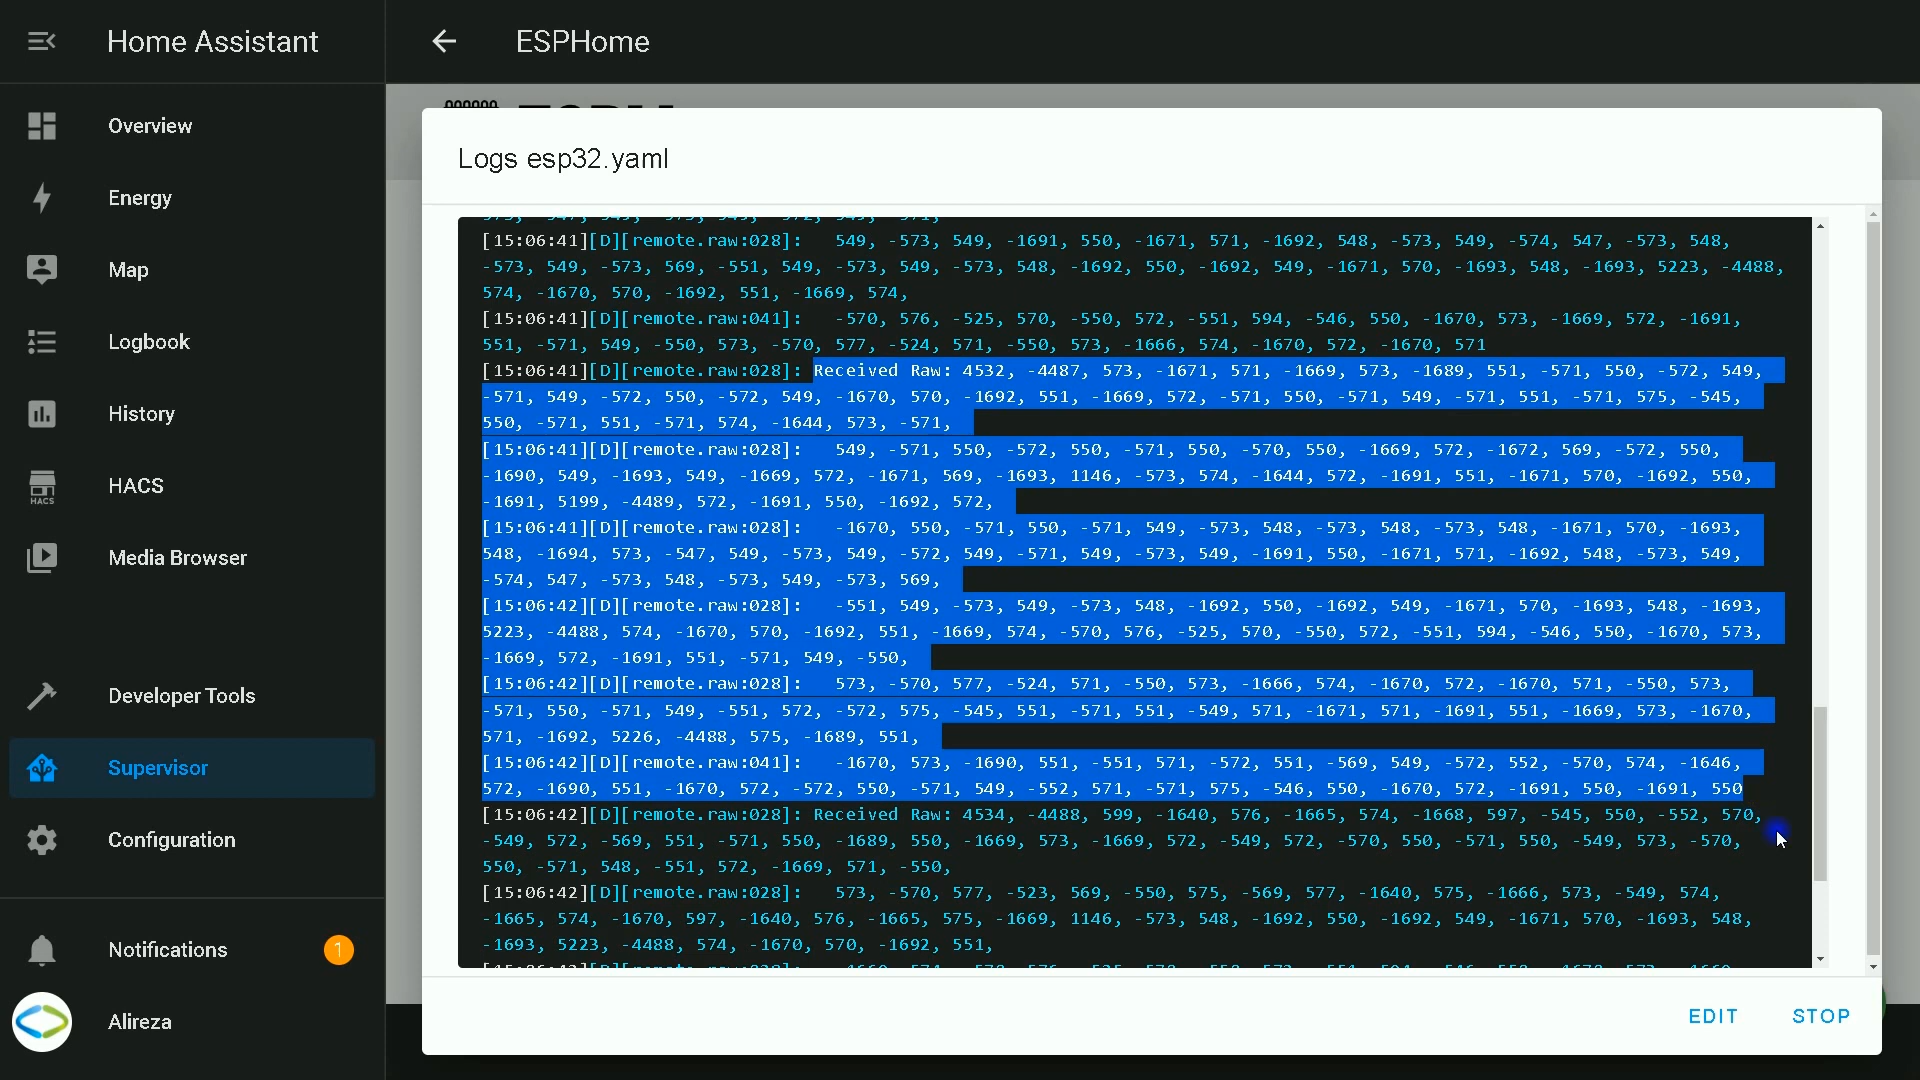 Home Assistant
ESPHome
Overview
Energy
Map
Logbook
History
HACS
HACS
Media Browser
Developer Tools
Supervisor
Configuration
Notifications
1
Alireza
Logs esp32.yaml
[15:06:41][D][remote.raw:028]:   549, -573, 549, -1691, 550, -1671, 571, -1692, 548, -573, 549, -574, 547, -573, 548,
-573, 549, -573, 569, -551, 549, -573, 549, -573, 548, -1692, 550, -1692, 549, -1671, 570, -1693, 548, -1693, 5223, -4488,
574, -1670, 570, -1692, 551, -1669, 574,
[15:06:41][D][remote.raw:041]:   -570, 576, -525, 570, -550, 572, -551, 594, -546, 550, -1670, 573, -1669, 572, -1691,
551, -571, 549, -550, 573, -570, 577, -524, 571, -550, 573, -1666, 574, -1670, 572, -1670, 571
[15:06:41][D][remote.raw:028]: Received Raw: 4532, -4487, 573, -1671, 571, -1669, 573, -1689, 551, -571, 550, -572, 549,
-571, 549, -572, 550, -572, 549, -1670, 570, -1692, 551, -1669, 572, -571, 550, -571, 549, -571, 551, -571, 575, -545,
550, -571, 551, -571, 574, -1644, 573, -571,
[15:06:41][D][remote.raw:028]:   549, -571, 550, -572, 550, -571, 550, -570, 550, -1669, 572, -1672, 569, -572, 550,
-1690, 549, -1693, 549, -1669, 572, -1671, 569, -1693, 1146, -573, 574, -1644, 572, -1691, 551, -1671, 570, -1692, 550,
-1691, 5199, -4489, 572, -1691, 550, -1692, 572,
[15:06:41][D][remote.raw:028]:   -1670, 550, -571, 550, -571, 549, -573, 548, -573, 548, -573, 548, -1671, 570, -1693,
548, -1694, 573, -547, 549, -573, 549, -572, 549, -571, 549, -573, 549, -1691, 550, -1671, 571, -1692, 548, -573, 549,
-574, 547, -573, 548, -573, 549, -573, 569,
[15:06:42][D][remote.raw:028]:   -551, 549, -573, 549, -573, 548, -1692, 550, -1692, 549, -1671, 570, -1693, 548, -1693,
5223, -4488, 574, -1670, 570, -1692, 551, -1669, 574, -570, 576, -525, 570, -550, 572, -551, 594, -546, 550, -1670, 573,
-1669, 572, -1691, 551, -571, 549, -550,
[15:06:42][D][remote.raw:028]:   573, -570, 577, -524, 571, -550, 573, -1666, 574, -1670, 572, -1670, 571, -550, 573,
-571, 550, -571, 549, -551, 572, -572, 575, -545, 551, -571, 551, -549, 571, -1671, 571, -1691, 551, -1669, 573, -1670,
571, -1692, 5226, -4488, 575, -1689, 551,
[15:06:42][D][remote.raw:041]:   -1670, 573, -1690, 551, -551, 571, -572, 551, -569, 549, -572, 552, -570, 574, -1646,
572, -1690, 551, -1670, 572, -572, 550, -571, 549, -552, 571, -571, 575, -546, 550, -1670, 572, -1691, 550, -1691, 550
[15:06:42][D][remote.raw:028]: Received Raw: 4534, -4488, 599, -1640, 576, -1665, 574, -1668, 597, -545, 550, -552, 570,
-549, 572, -569, 551, -571, 550, -1689, 550, -1669, 573, -1669, 572, -549, 572, -570, 550, -571, 550, -549, 573, -570,
550, -571, 548, -551, 572, -1669, 571, -550,
[15:06:42][D][remote.raw:028]:   573, -570, 577, -523, 569, -550, 575, -569, 577, -1640, 575, -1666, 573, -549, 574,
-1665, 574, -1670, 597, -1640, 576, -1665, 575, -1669, 1146, -573, 548, -1692, 550, -1692, 549, -1671, 570, -1693, 548,
-1693, 5223, -4488, 574, -1670, 570, -1692, 551,
EDIT
STOP